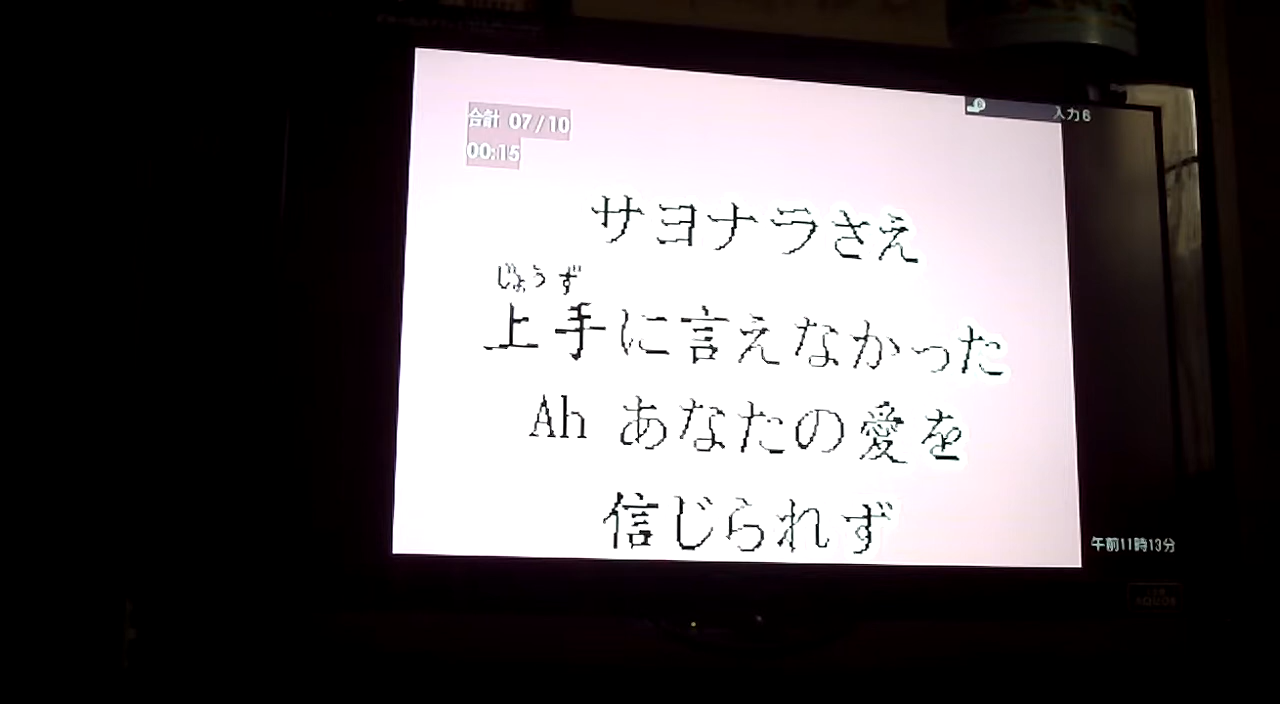 合計 07/10
00:15
入力6
サヨナラさえ
じょうず
上手に言えなかった
Ah あなたの愛を
信じられず
午前11時13分
AQUOS